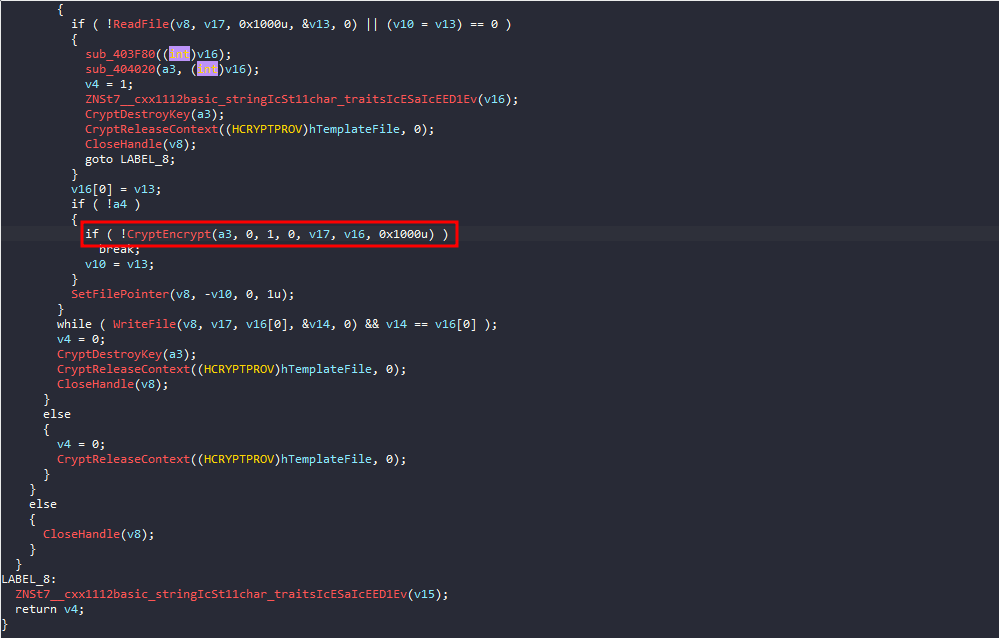 {
if ( !ReadFile(v8, v17, 0x1000u, &v13, 0) || (v10 = v13) == 0 )
{
sub_403F80((int)v16);
sub_404020(a3, (int)v16);
v4 = 1;
ZNSt7__cxx1112basic_stringIcSt11char_traitsIcESaIcEED1Ev(v16);
CryptDestroyKey(a3);
CryptReleaseContext((HCRYPTPROV)hTemplateFile, 0);
CloseHandle(v8);
goto LABEL_8;
}
v16[0] = v13;
if ( !a4 )
{
if ( !CryptEncrypt(a3, 0, 1, 0, v17, v16, 0x1000u) )
break;
v10 = v13;
}
SetFilePointer(v8, -v10, 0, 1u);
}
while ( WriteFile(v8, v17, v16[0], &v14, 0) && v14 == v16[0] );
v4 = 0;
CryptDestroyKey(a3);
CryptReleaseContext((HCRYPTPROV)hTemplateFile, 0);
CloseHandle(v8);
}
else
{
v4 = 0;
CryptReleaseContext((HCRYPTPROV)hTemplateFile, 0);
}
}
else
{
CloseHandle(v8);
}
}
LABEL_8:
ZNSt7__cxx1112basic_stringIcSt11char_traitsIcESaIcEED1Ev(v15);
return v4;
}